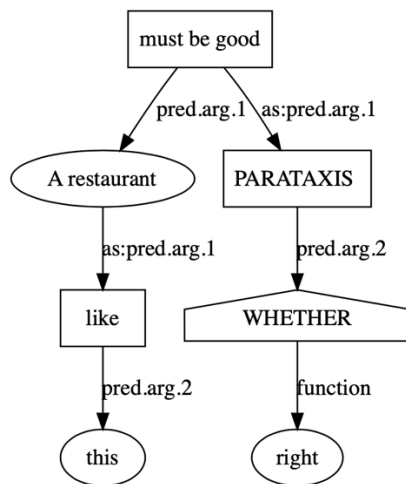 must be good
pred.arg.1 as:pred.arg.1
A restaurant PARATAXIS
as:pred.arg.1 pred.arg.2
like WHETHER
pred.arg.2 function
this right